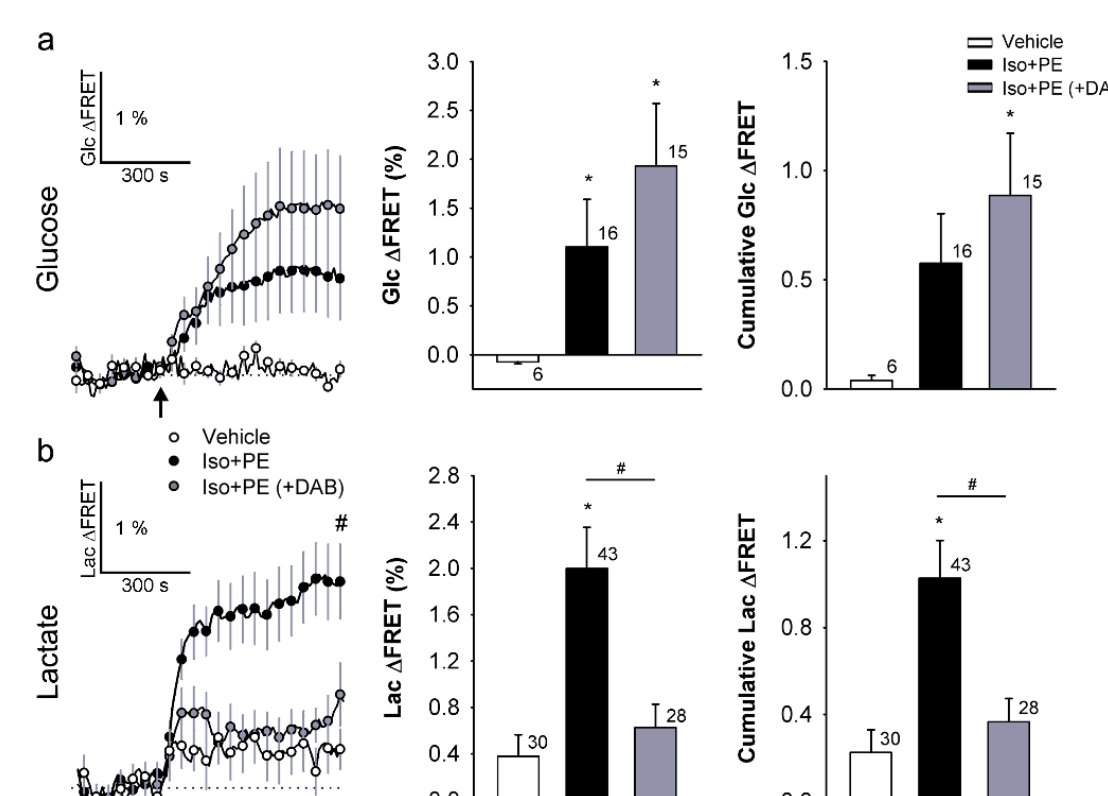 a
Glc ΔFRET
1 %
300 s
Glucose
Glc ΔFRET (%)
3.0
2.5
2.0
1.5
1.0
0.5
0.0
*
*
6
16
15
Cumulative Glc ΔFRET
1.5
1.0
0.5
0.0
*
6
16
15
Vehicle
Iso+PE
Iso+PE (+DA
b
Vehicle
Iso+PE
Iso+PE (+DAB)
Lac ΔFRET
1 %
300 s
#
Lactate
Lac ΔFRET (%)
2.8
2.4
2.0
1.6
1.2
0.8
0.4
#
*
30
43
28
Cumulative Lac ΔFRET
1.2
0.8
0.4
#
*
30
43
28